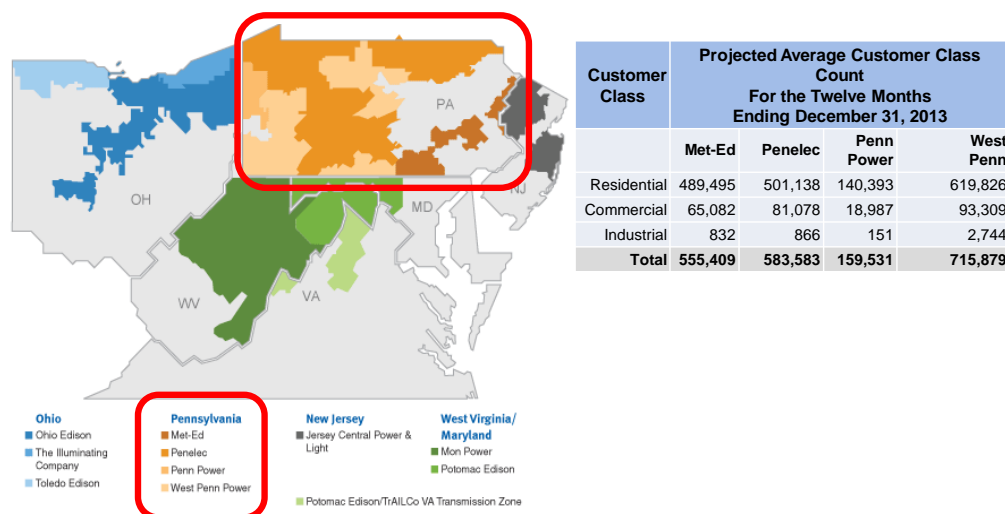 PA
OH
NJ
MD
WV
VA
Ohio
Ohio Edison
The Illuminating
Company
Toledo Edison
Pennsylvania
Met-Ed
Penelec
Penn Power
West Penn Power
New Jersey
Jersey Central Power &
Light
West Virginia/
Maryland
Mon Power
Potomac Edison
Potomac Edison/TrAILCo VA Transmission Zone
Customer
Class
Projected Average Customer Class
Count
For the Twelve Months
Ending December 31, 2013
Met-Ed Penelec Penn Power West Penn
Residential 489,495 501,138 140,393 619,826
Commercial 65,082 81,078 18,987 93,309
Industrial 832 866 151 2,744
Total 555,409 583,583 159,531 715,879